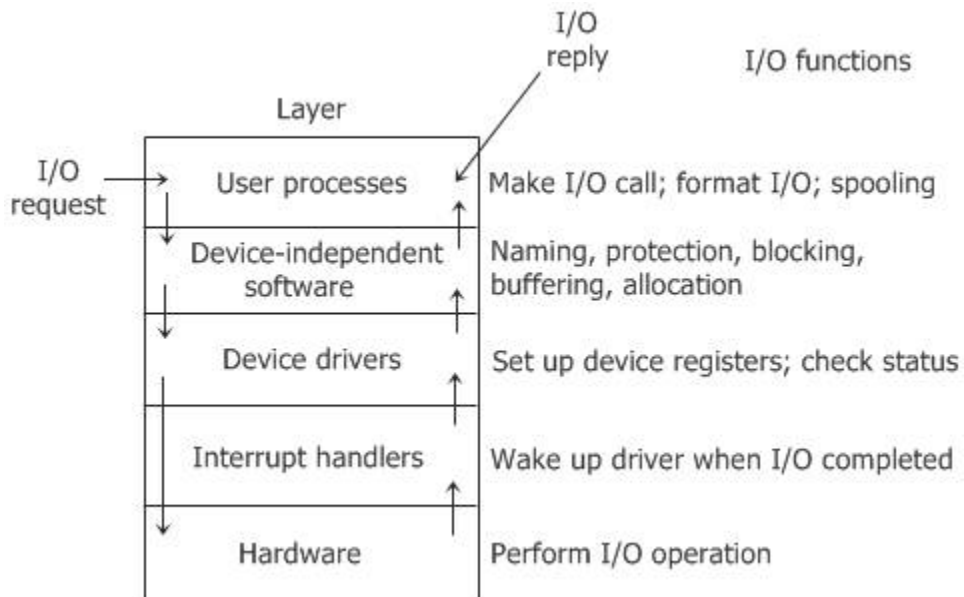 I/O
reply
I/O functions
Layer
I/O
request
User processes
Make I/O call; format I/O; spooling
Device-independent
software
Naming, protection, blocking,
buffering, allocation
Device drivers
Set up device registers; check status
Interrupt handlers
Wake up driver when I/O completed
Hardware
Perform I/O operation